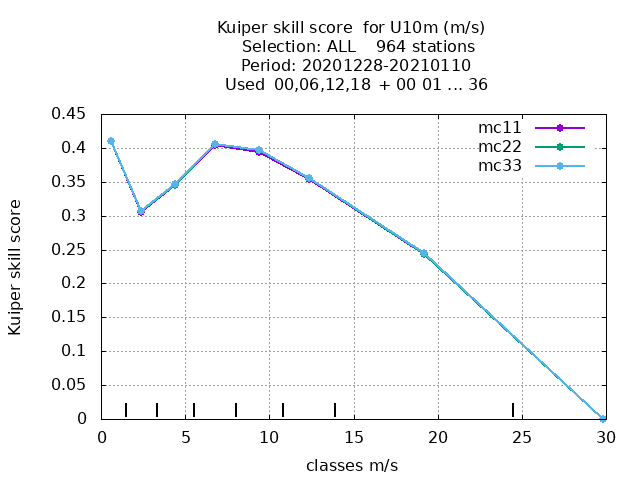 Kuiper skill score  for U10m (m/s)
Selection: ALL    964 stations
Period: 20201228-20210110
Used  00,06,12,18  + 00 01 ... 36
0.45
0.4
0.35
0.3
0.25
0.2
0.15
0.1
0.05
0
Kuiper skill score
mc11
mc22
mc33
0 5 10 15 20 25 30
classes m/s